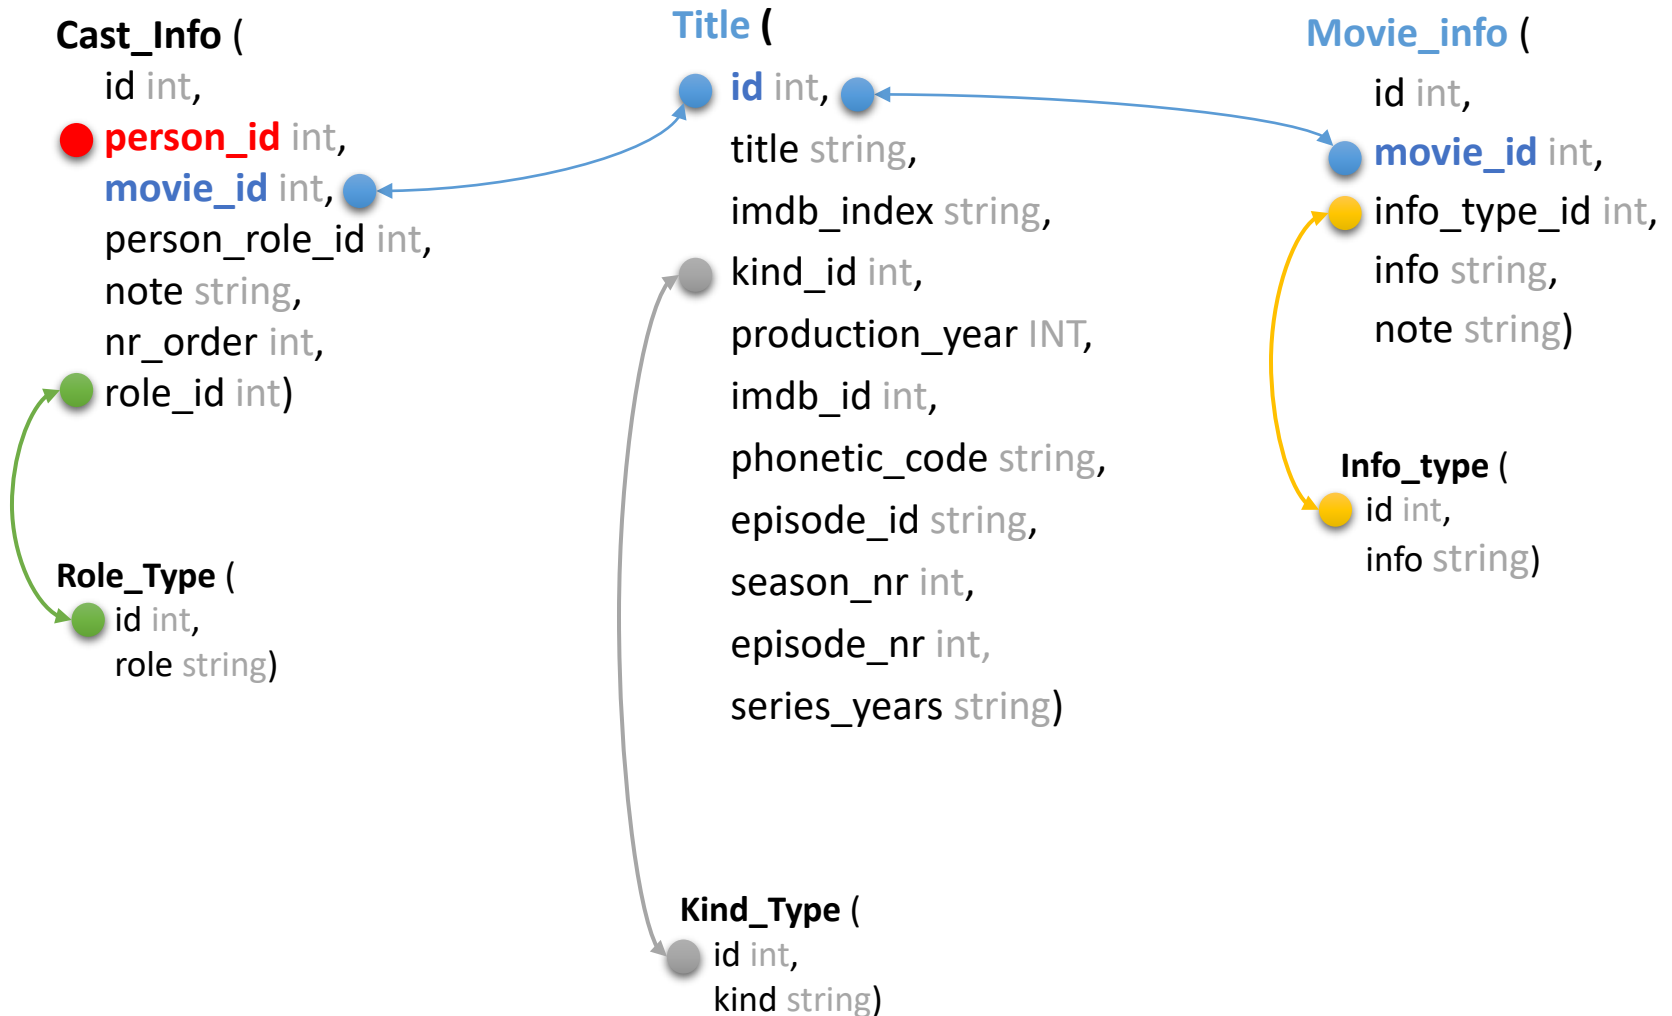 Cast_Info (
id int,
person_id int,
movie_id int,
person_role_id int,
note string,
nr_order int,
role_id int)
Role_Type (
id int,
role string)
Title (
id int,
title string,
imdb_index string,
kind_id int,
production_year INT,
imdb_id int,
phonetic_code string,
episode_id string,
season_nr int,
episode_nr int,
series_years string)
Kind_Type (
id int,
kind string)
Movie_info (
id int,
movie_id int,
info_type_id int,
info string,
note string)
Info_type (
id int,
info string)